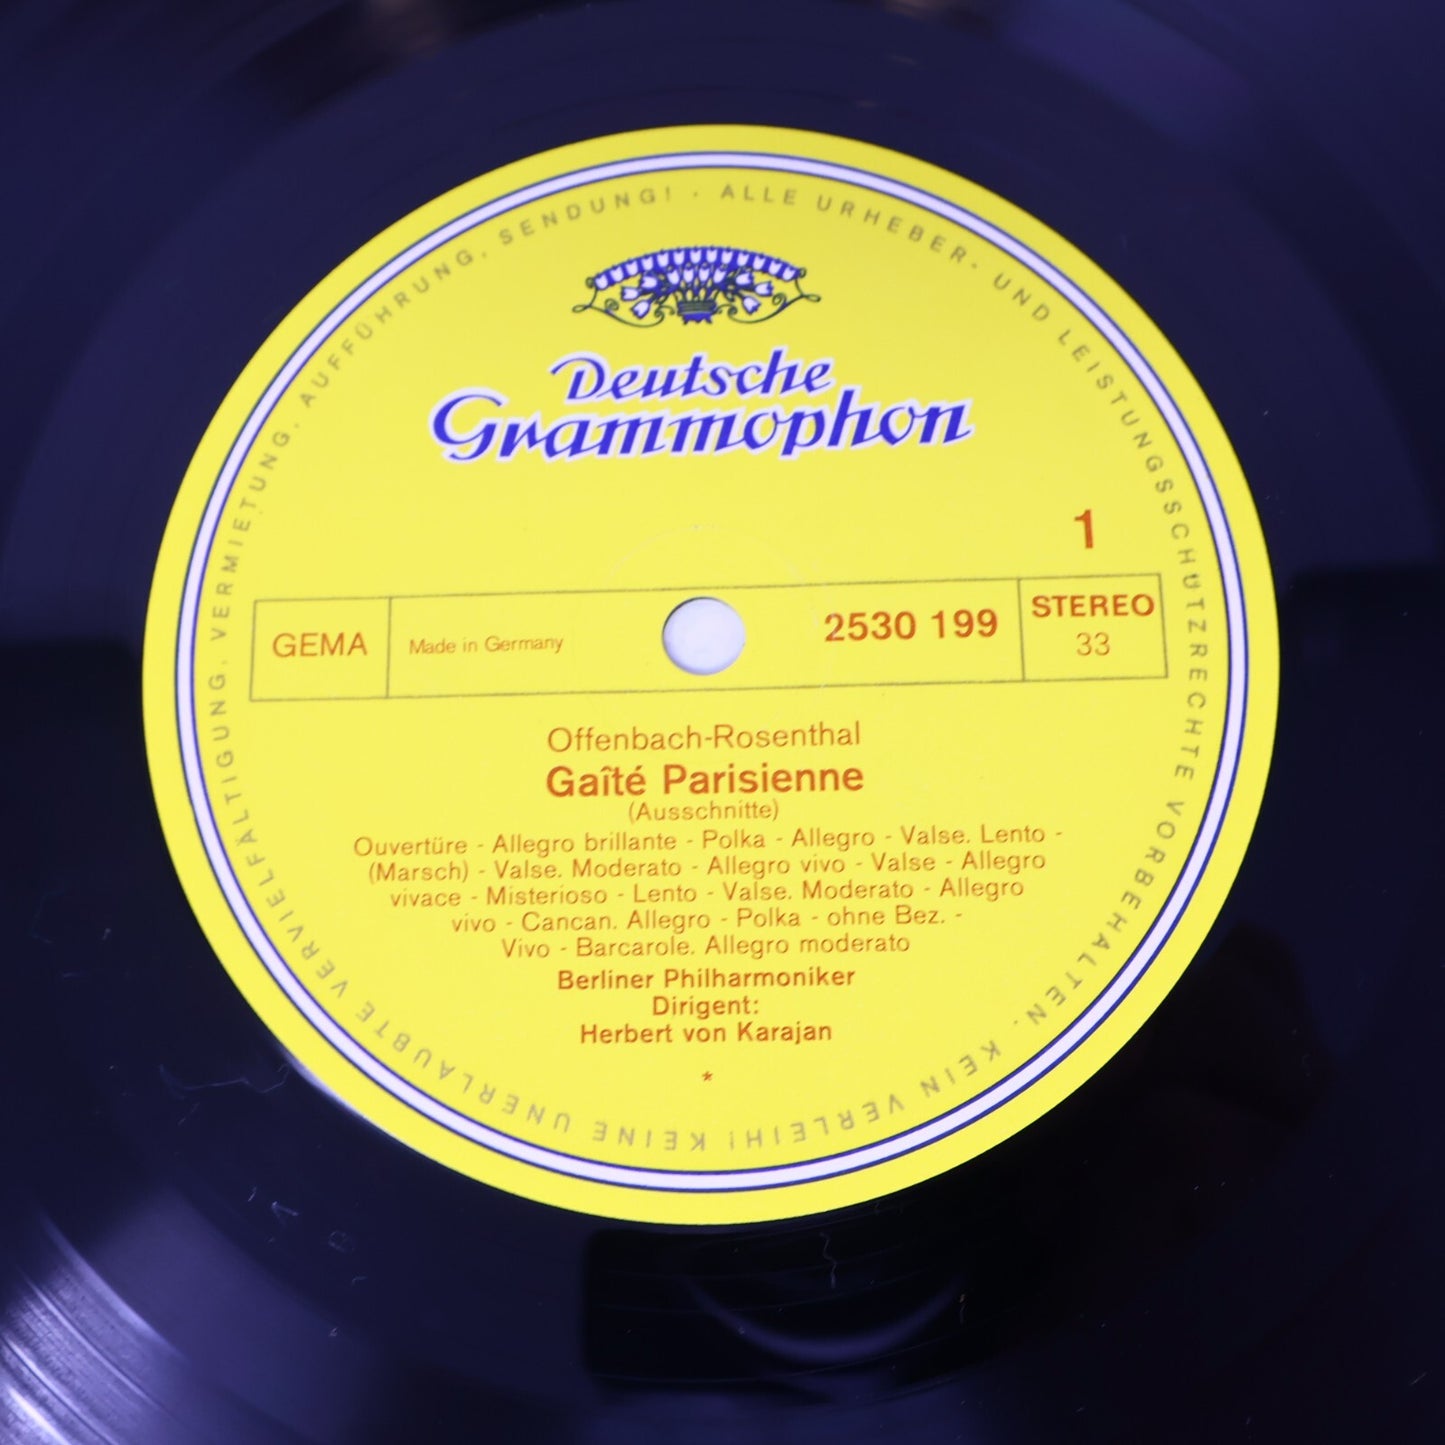 ALLE URHEBER- UND LEISTUNGSSCHUTZRECHTE VORBEHALTEN. · KEIN VERLEIH! KEINE UNERLAUBTE VERVIELFÄLTIGUNG, VERMIETUNG, AUFFÜHRUNG, SENDUNG! ·
Deutsche
Grammophon
1
GEMA
Made in Germany
2530 199
STEREO
33
Offenbach-Rosenthal
Gaîté Parisienne
(Ausschnitte)
Ouvertüre - Allegro brillante - Polka - Allegro - Valse. Lento -
(Marsch) - Valse. Moderato - Allegro vivo - Valse - Allegro
vivace - Misterioso - Lento - Valse. Moderato - Allegro
vivo - Cancan. Allegro - Polka - ohne Bez. -
Vivo - Barcarole. Allegro moderato
Berliner Philharmoniker
Dirigent:
Herbert von Karajan
*